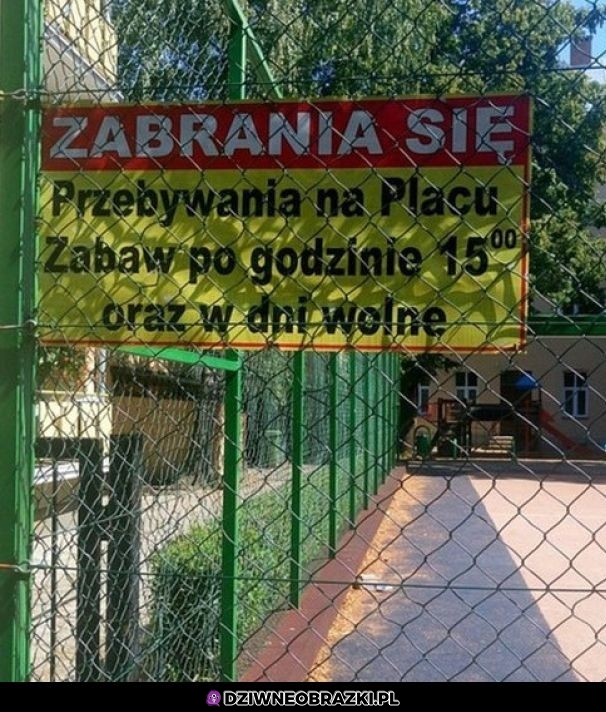 ZABRANIA SIĘ
Przebywania na Placu
Zabaw po godzinie 15⁰⁰
oraz w dni wolne
DZIWNEOBRAZKI.PL